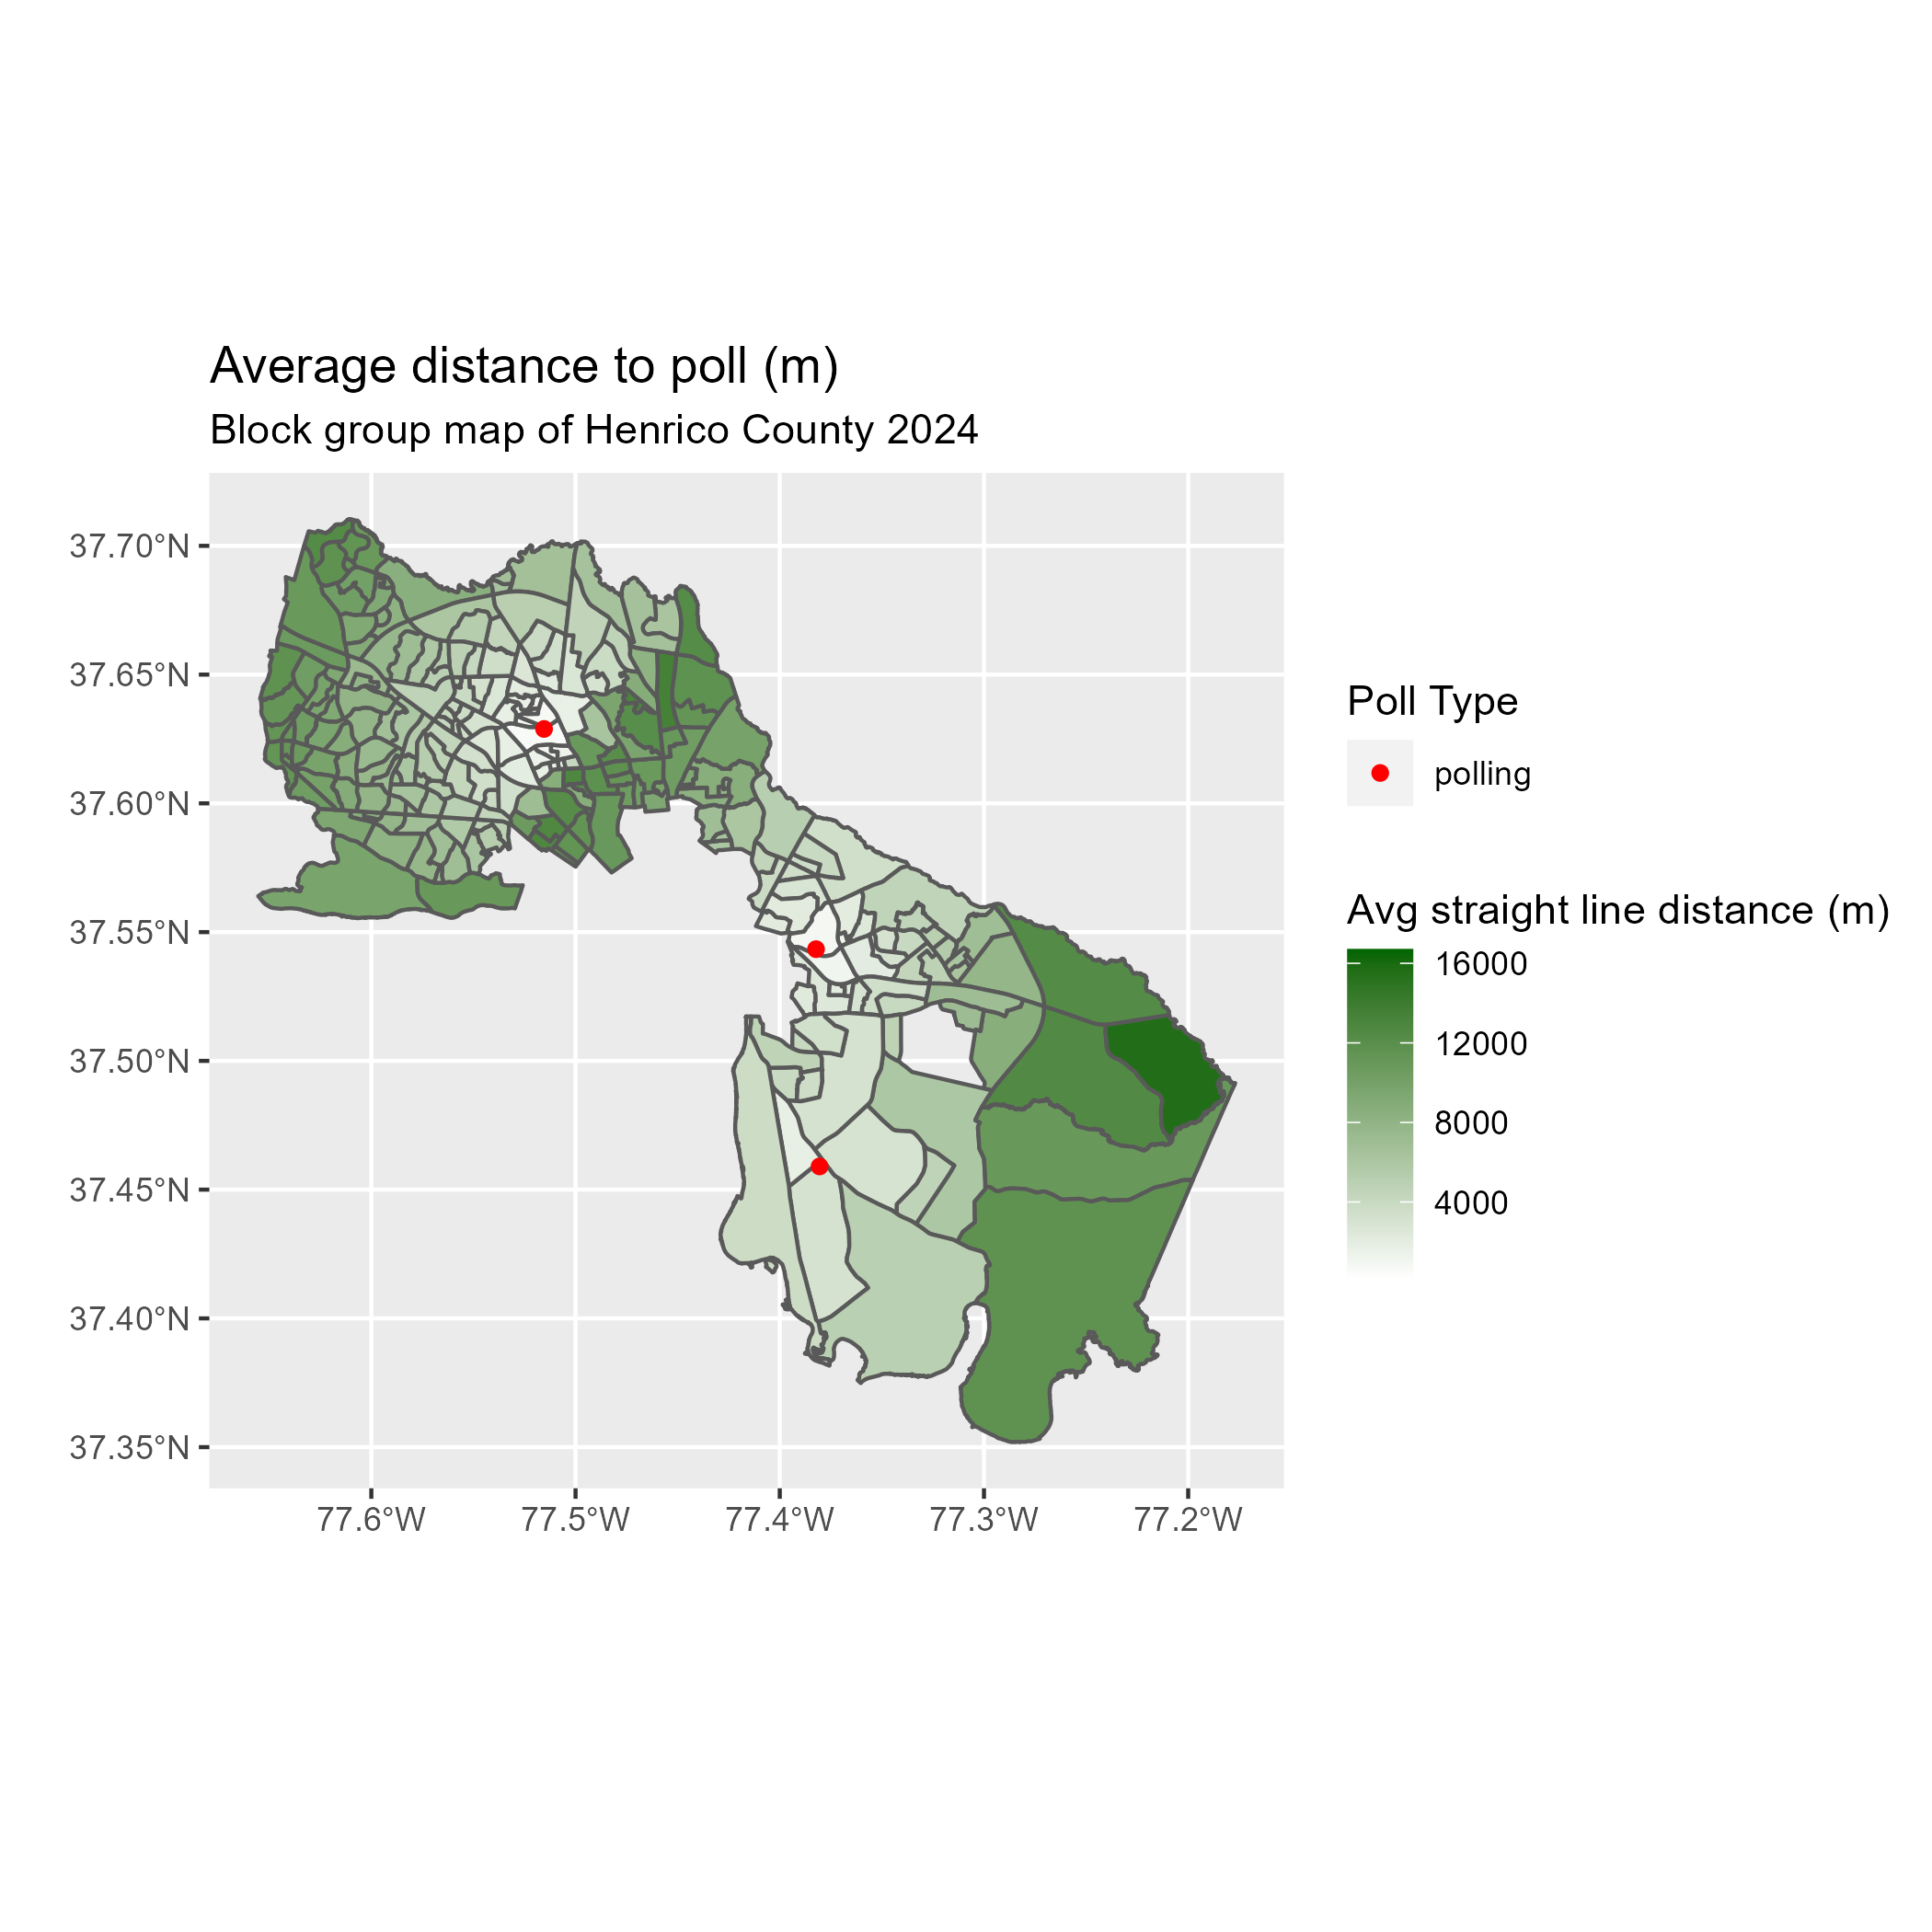 Average distance to poll (m)
Block group map of Henrico County 2024
37.70°N
37.65°N
37.60°N
37.55°N
37.50°N
37.45°N
37.40°N
37.35°N
77.6°W
77.5°W
77.4°W
77.3°W
77.2°W
Poll Type
polling
Avg straight line distance (m)
16000
12000
8000
4000